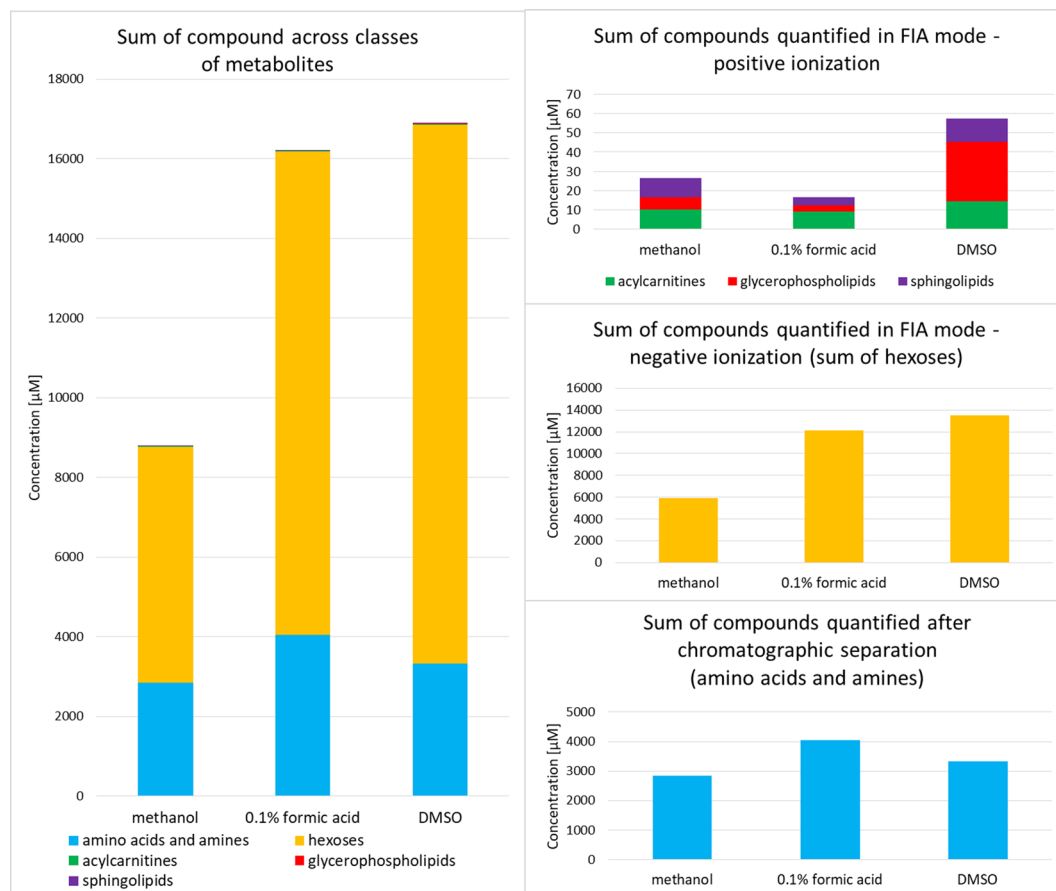 Sum of compound across classes
of metabolites
Concentration [µM]
18000
16000
14000
12000
10000
8000
6000
4000
2000
0
methanol 0.1% formic acid DMSO
amino acids and amines hexoses
acylcarnitines glycerophospholipids
sphingolipids
Sum of compounds quantified in FIA mode -
positive ionization
Concentration [µM]
70
60
50
40
30
20
10
0
methanol 0.1% formic acid DMSO
acylcarnitines glycerophospholipids sphingolipids
Sum of compounds quantified in FIA mode -
negative ionization (sum of hexoses)
Concentration [µM]
16000
14000
12000
10000
8000
6000
4000
2000
0
methanol 0.1% formic acid DMSO
Sum of compounds quantified after
chromatographic separation
(amino acids and amines)
Concentration [µM]
5000
4000
3000
2000
1000
0
methanol 0.1% formic acid DMSO